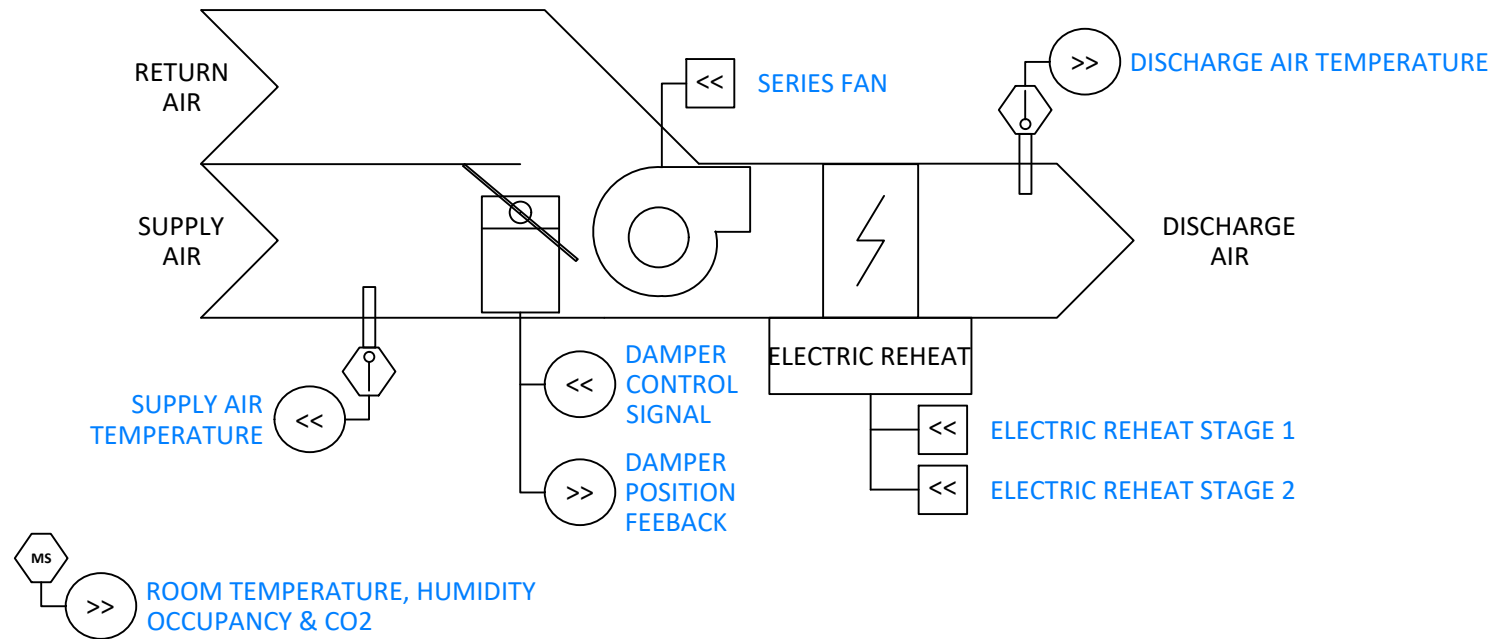 RETURN
AIR
<<
SERIES FAN
>>
DISCHARGE AIR TEMPERATURE
SUPPLY
AIR
DISCHARGE
AIR
ELECTRIC REHEAT
SUPPLY AIR
TEMPERATURE
<<
<<
DAMPER
CONTROL
SIGNAL
<<
ELECTRIC REHEAT STAGE 1
>>
DAMPER
POSITION
FEEBACK
<<
ELECTRIC REHEAT STAGE 2
MS
>>
ROOM TEMPERATURE, HUMIDITY
OCCUPANCY & CO2